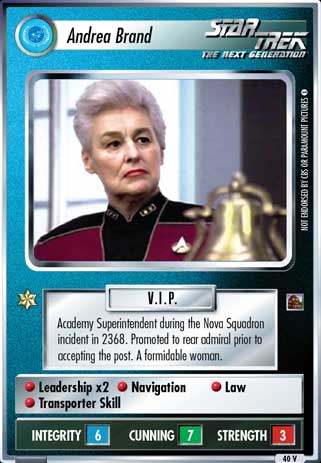 Andrea Brand
STAR TREK
THE NEXT GENERATION
NOT ENDORSED BY CBS OR PARAMOUNT PICTURES
V.I.P.
Academy Superintendent during the Nova Squadron
incident in 2368. Promoted to rear admiral prior to
accepting the post. A formidable woman.
Leadership x2 Navigation Law
Transporter Skill
INTEGRITY 6 CUNNING 7 STRENGTH 3
40 V